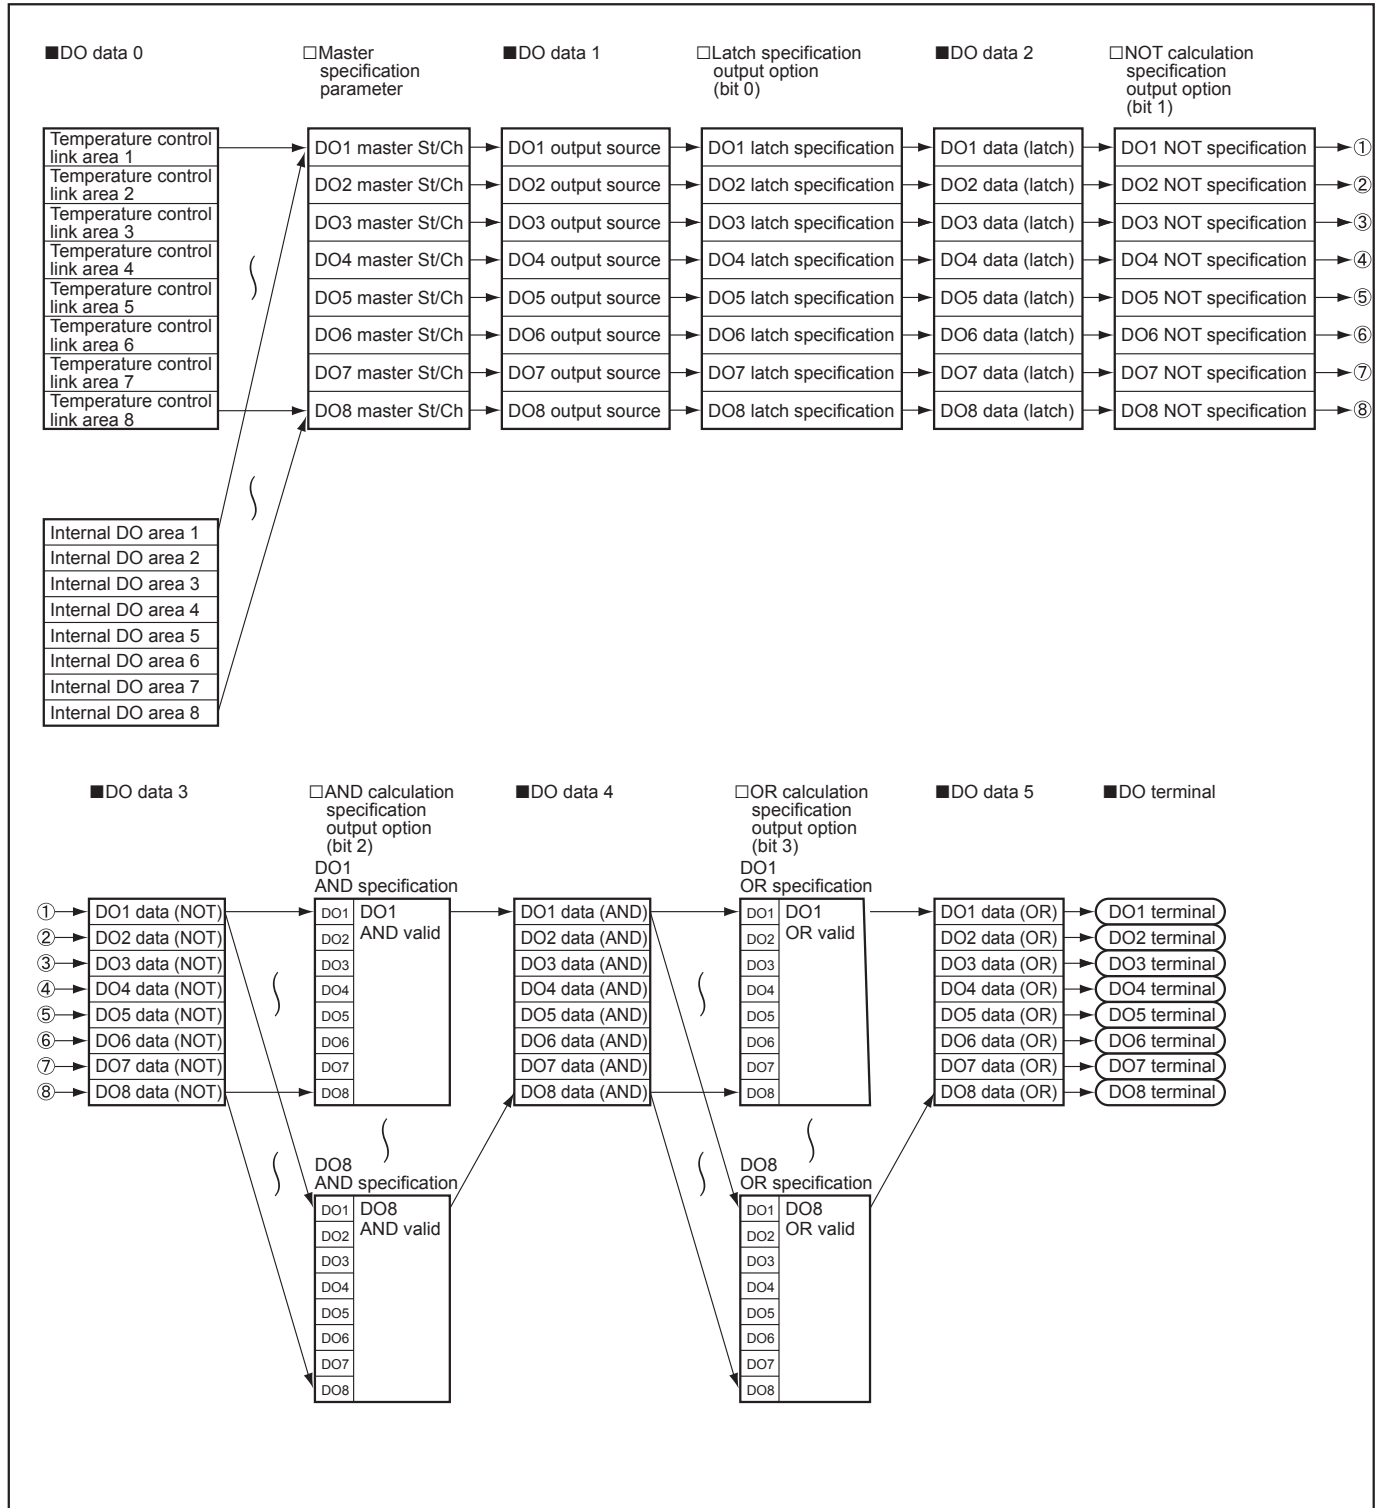 ■DO data 0
□Master
specification
parameter
■DO data 1
□Latch specification
output option
(bit 0)
■DO data 2
□NOT calculation
specification
output option
(bit 1)
Temperature control
link area 1
Temperature control
link area 2
Temperature control
link area 3
Temperature control
link area 4
Temperature control
link area 5
Temperature control
link area 6
Temperature control
link area 7
Temperature control
link area 8
DO1 master St/Ch
DO2 master St/Ch
DO3 master St/Ch
DO4 master St/Ch
DO5 master St/Ch
DO6 master St/Ch
DO7 master St/Ch
DO8 master St/Ch
DO1 output source
DO2 output source
DO3 output source
DO4 output source
DO5 output source
DO6 output source
DO7 output source
DO8 output source
DO1 latch specification
DO2 latch specification
DO3 latch specification
DO4 latch specification
DO5 latch specification
DO6 latch specification
DO7 latch specification
DO8 latch specification
DO1 data (latch)
DO2 data (latch)
DO3 data (latch)
DO4 data (latch)
DO5 data (latch)
DO6 data (latch)
DO7 data (latch)
DO8 data (latch)
DO1 NOT specification
DO2 NOT specification
DO3 NOT specification
DO4 NOT specification
DO5 NOT specification
DO6 NOT specification
DO7 NOT specification
DO8 NOT specification
①
②
③
④
⑤
⑥
⑦
⑧
Internal DO area 1
Internal DO area 2
Internal DO area 3
Internal DO area 4
Internal DO area 5
Internal DO area 6
Internal DO area 7
Internal DO area 8
■DO data 3
□AND calculation
specification
output option
(bit 2)
■DO data 4
□OR calculation
specification
output option
(bit 3)
■DO data 5
■DO terminal
①
②
③
④
⑤
⑥
⑦
⑧
DO1 data (NOT)
DO2 data (NOT)
DO3 data (NOT)
DO4 data (NOT)
DO5 data (NOT)
DO6 data (NOT)
DO7 data (NOT)
DO8 data (NOT)
DO1
AND specification
DO1
DO2
DO3
DO4
DO5
DO6
DO7
DO8
DO1
AND valid
DO8
AND specification
DO1
DO2
DO3
DO4
DO5
DO6
DO7
DO8
DO8
AND valid
DO1 data (AND)
DO2 data (AND)
DO3 data (AND)
DO4 data (AND)
DO5 data (AND)
DO6 data (AND)
DO7 data (AND)
DO8 data (AND)
DO1
OR specification
DO1
DO2
DO3
DO4
DO5
DO6
DO7
DO8
DO1
OR valid
DO8
OR specification
DO1
DO2
DO3
DO4
DO5
DO6
DO7
DO8
DO8
OR valid
DO1 data (OR)
DO2 data (OR)
DO3 data (OR)
DO4 data (OR)
DO5 data (OR)
DO6 data (OR)
DO7 data (OR)
DO8 data (OR)
DO1 terminal
DO2 terminal
DO3 terminal
DO4 terminal
DO5 terminal
DO6 terminal
DO7 terminal
DO8 terminal